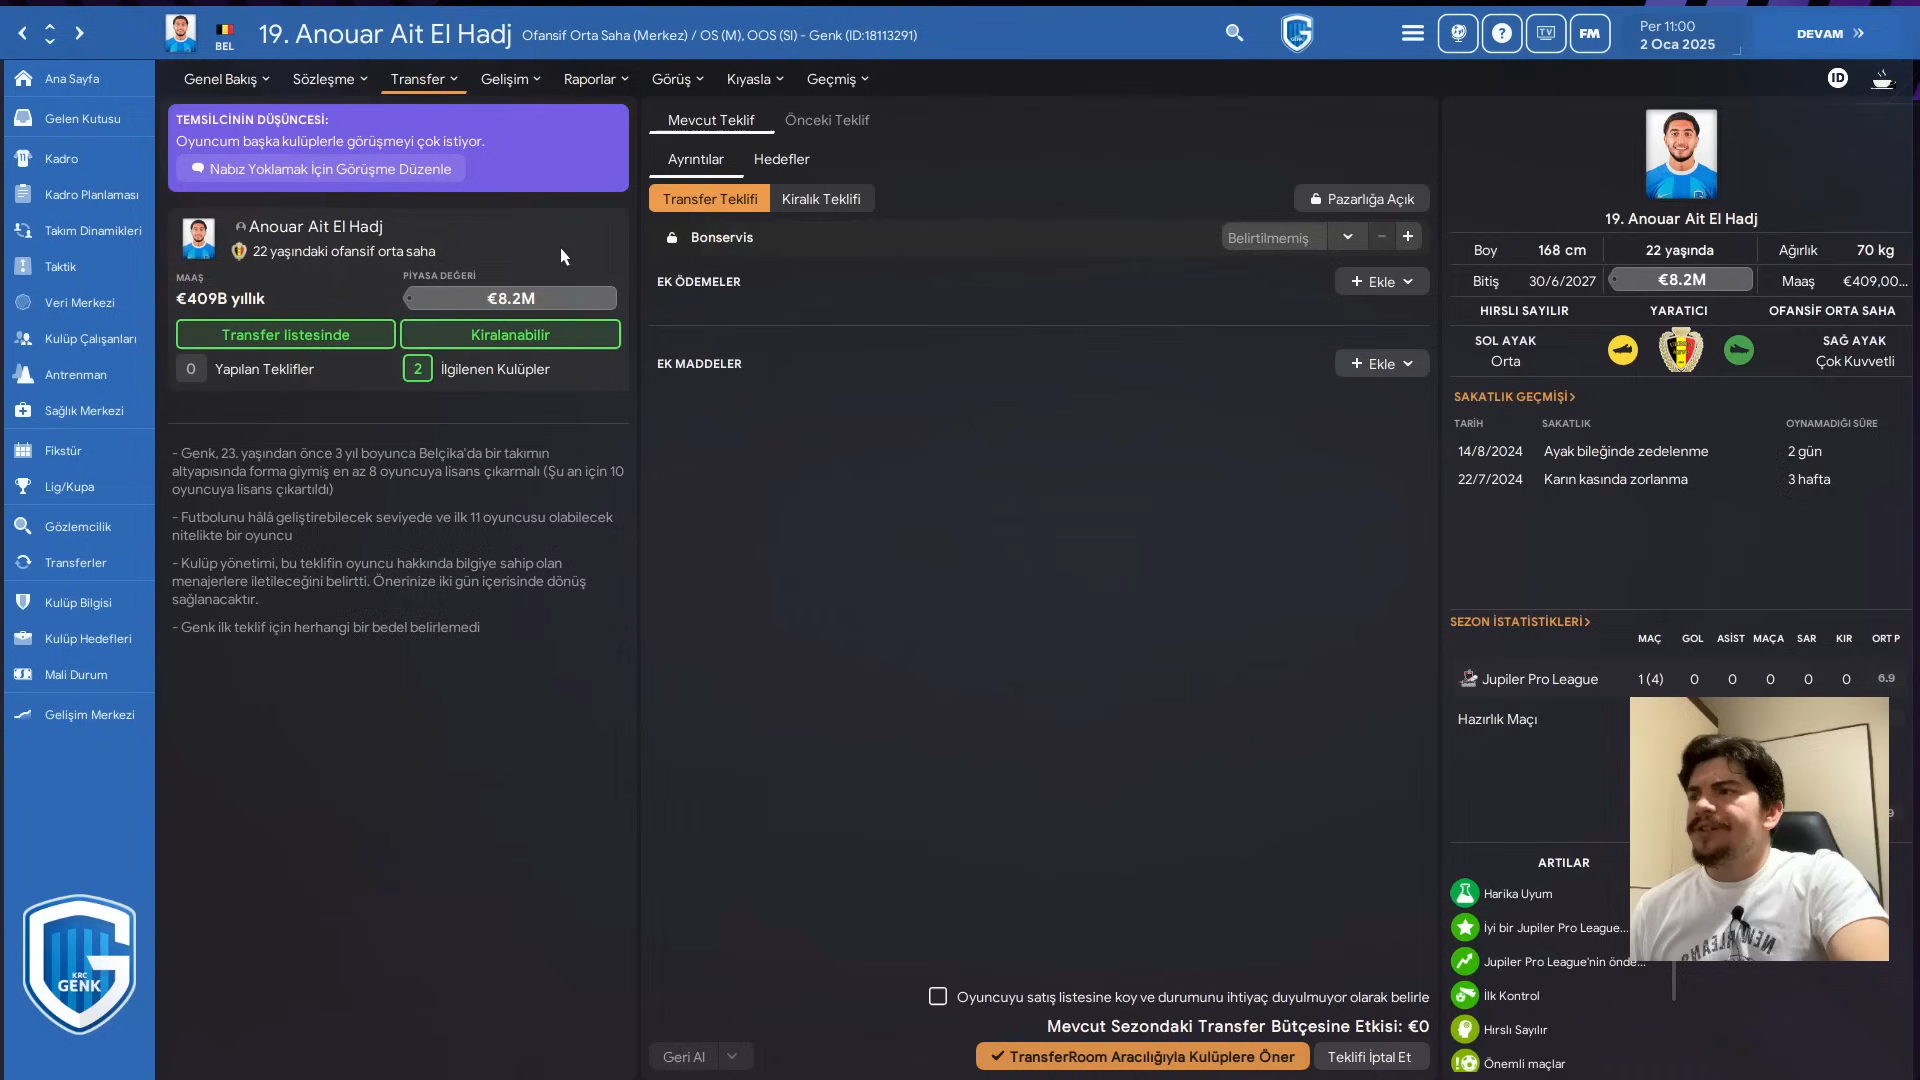 BEL
19. Anouar Ait El Hadj
Ofansif Orta Saha (Merkez) / OS (M), OOS (Sl) - Genk (ID:18113291)
TV
FM
Per 11:00
2 Oca 2025
DEVAM
Ana Sayfa
Gelen Kutusu
Kadro
Kadro Planlaması
Takım Dinamikleri
Taktik
Veri Merkezi
Kulüp Çalışanları
Antrenman
Sağlık Merkezi
Fikstür
Lig/Kupa
Gözlemcilik
Transferler
Kulüp Bilgisi
Kulüp Hedefleri
Mali Durum
Gelişim Merkezi
KRC
GENK
Genel Bakış
Sözleşme
Transfer
Gelişim
Raporlar
Görüş
Kıyasla
Geçmiş
ID
TEMSİLCİNİN DÜŞÜNCESİ:
Oyuncum başka kulüplerle görüşmeyi çok istiyor.
Nabız Yoklamak İçin Görüşme Düzenle
Anouar Ait El Hadj
22 yaşındaki ofansif orta saha
MAAŞ
PİYASA DEĞERİ
€409B yıllık
€8.2M
Transfer listesinde
Kiralanabilir
0 Yapılan Teklifler
2 İlgilenen Kulüpler
- Genk, 23. yaşından önce 3 yıl boyunca Belçika'da bir takımın
altyapısında forma giymiş en az 8 oyuncuya lisans çıkarmalı (Şu an için 10
oyuncuya lisans çıkartıldı)
- Futbolunu hâlâ geliştirebilecek seviyede ve ilk 11 oyuncusu olabilecek
nitelikte bir oyuncu
- Kulüp yönetimi, bu teklifin oyuncu hakkında bilgiye sahip olan
menajerlere iletileceğini belirtti. Önerinize iki gün içerisinde dönüş
sağlanacaktır.
- Genk ilk teklif için herhangi bir bedel belirlemedi
Mevcut Teklif
Önceki Teklif
Ayrıntılar
Hedefler
Transfer Teklifi
Kiralık Teklifi
Pazarlığa Açık
Bonservis
Belirtilmemiş
EK ÖDEMELER
Ekle
EK MADDELER
Ekle
Oyuncuyu satış listesine koy ve durumunu ihtiyaç duyulmuyor olarak belirle
Mevcut Sezondaki Transfer Bütçesine Etkisi: €0
Geri Al
TransferRoom Aracılığıyla Kulüplere Öner
Teklifi İptal Et
19. Anouar Ait El Hadj
Boy 168 cm
22 yaşında
Ağırlık 70 kg
Bitiş 30/6/2027
€8.2M
Maaş €409,00...
HIRSLI SAYILIR
YARATICI
OFANSİF ORTA SAHA
SOL AYAK
Orta
SAĞ AYAK
Çok Kuvvetli
SAKATLIK GEÇMİŞİ
TARİH SAKATLIK OYNAMADIĞI SÜRE
14/8/2024 Ayak bileğinde zedelenme 2 gün
22/7/2024 Karın kasında zorlanma 3 hafta
SEZON İSTATİSTİKLERİ
MAÇ GOL ASİST MAÇA SAR KIR ORT P
Jupiler Pro League 1 (4) 0 0 0 0 0 6.9
Hazırlık Maçı
ARTILAR
Harika Uyum
İyi bir Jupiler Pro League...
Jupiler Pro League'nin önde...
İlk Kontrol
Hırslı Sayılır
Önemli maçlar